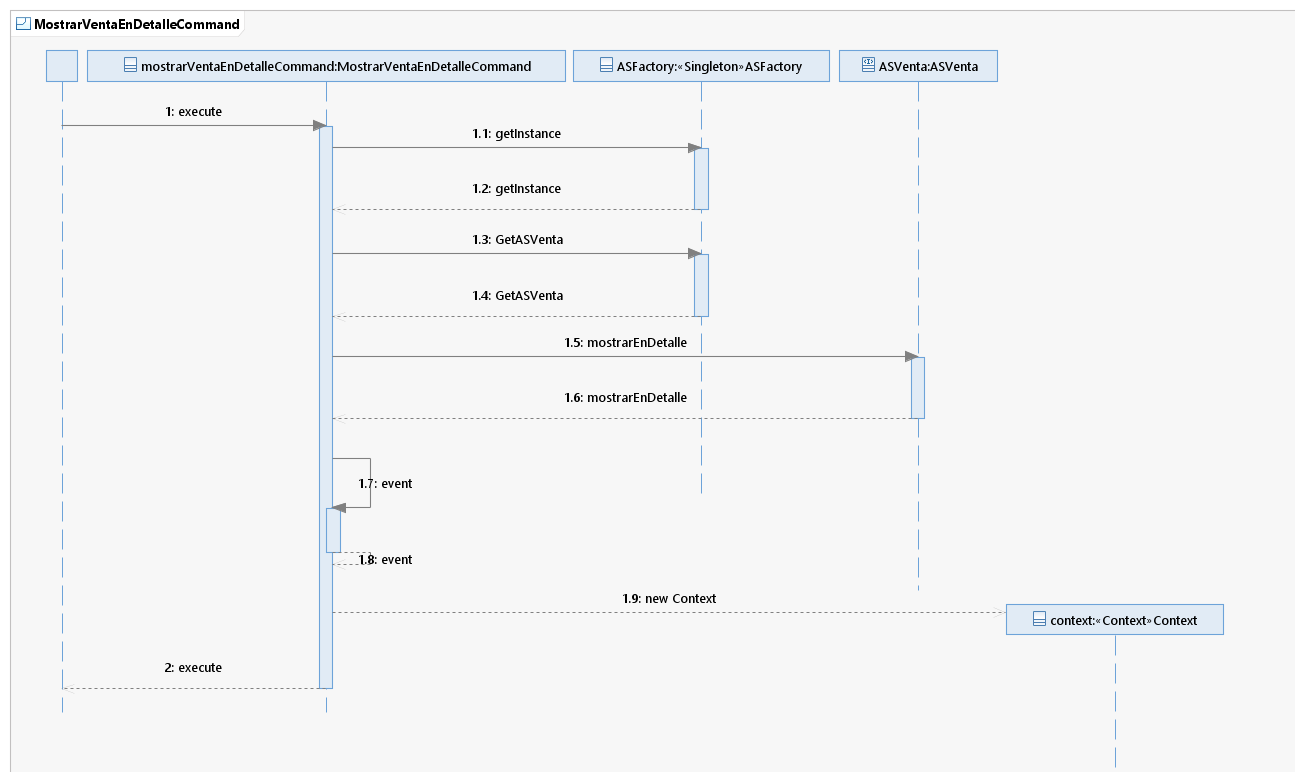 MostrarVentaEnDetalleCommand
mostrarVentaEnDetalleCommand:MostrarVentaEnDetalleCommand
ASFactory:«Singleton»ASFactory
ASVenta:ASVenta
1: execute
1.1: getInstance
1.2: getInstance
1.3: GetASVenta
1.4: GetASVenta
1.5: mostrarEnDetalle
1.6: mostrarEnDetalle
1.7: event
1.8: event
1.9: new Context
context:«Context»Context
2: execute